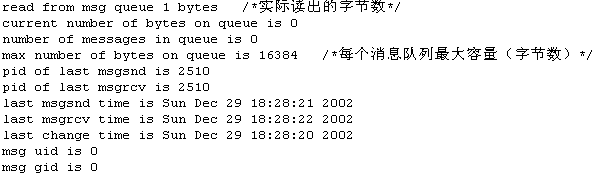 read from msg queue 1 bytes   /*实际读出的字节数*/
current number of bytes on queue is 0
number of messages in queue is 0
max number of bytes on queue is 16384   /*每个消息队列最大容量（字节数）*/
pid of last msgsnd is 2510
pid of last msgrcv is 2510
last msgsnd time is Sun Dec 29 18:28:21 2002
last msgrcv time is Sun Dec 29 18:28:22 2002
last change time is Sun Dec 29 18:28:20 2002
msg uid is 0
msg gid is 0